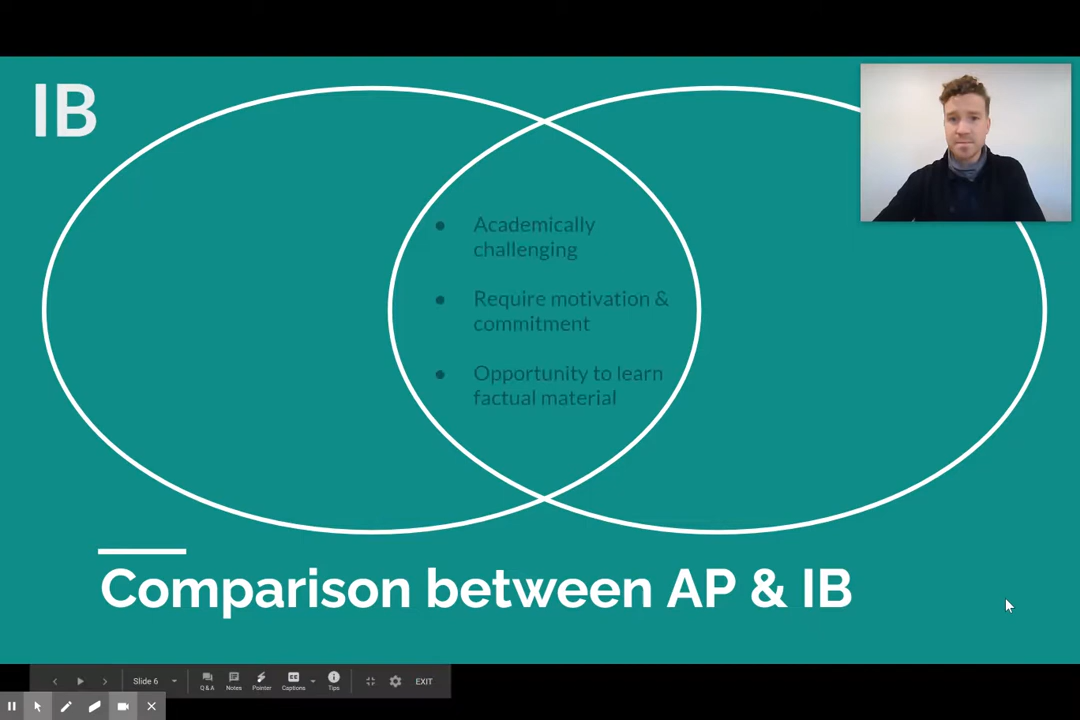 IB
● Academically
challenging
● Require motivation &
commitment
● Opportunity to learn
factual material
Comparison between AP & IB
Slide 6
Q&A
Notes
Pointer
Captions
Tips
EXIT